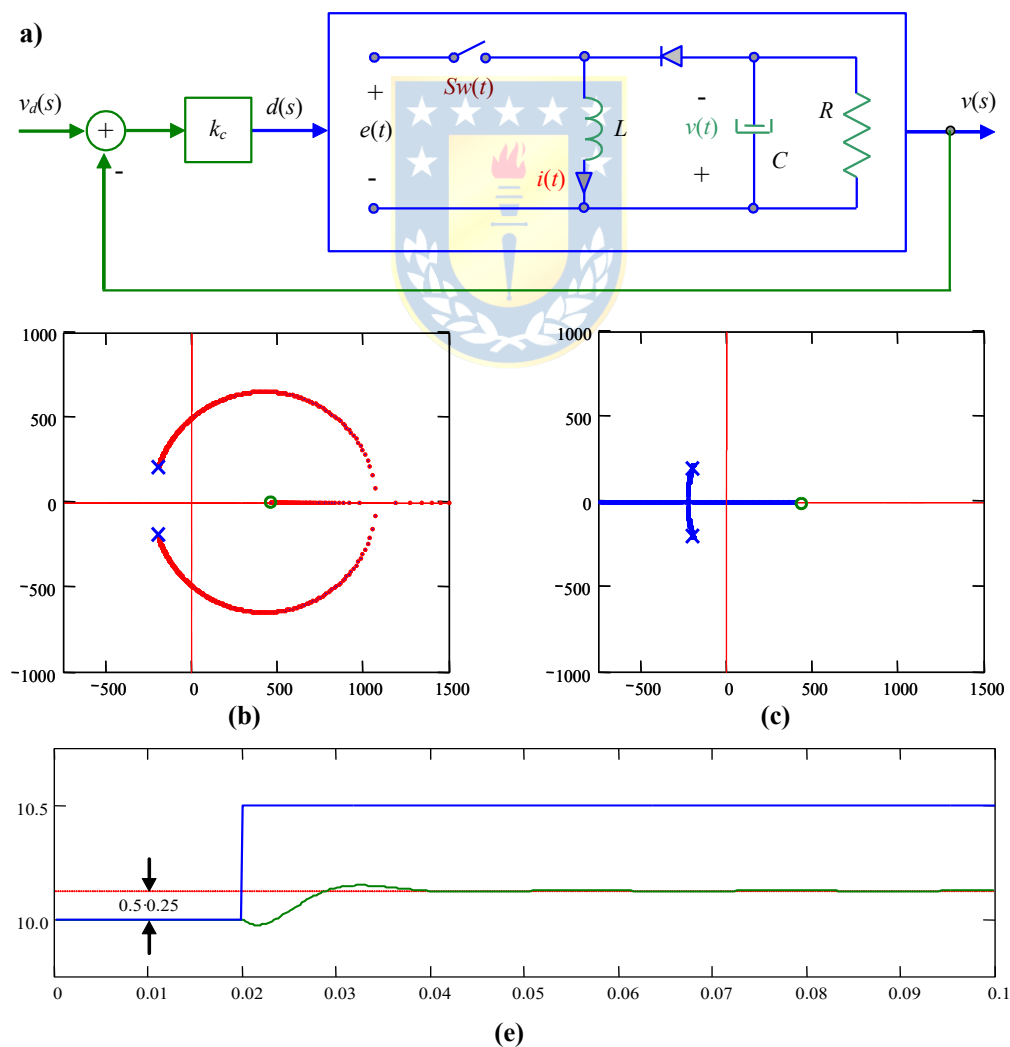 a)
v_d(s)
+
-
k_c
d(s)
+
e(t)
-
Sw(t)
i(t)
L
-
v(t)
+
C
R
v(s)
1000
500
0
−500
−1000
−500
0
500
1000
1500
(b)
1000
500
0
−500
−1000
−500
0
500
1000
1500
(c)
10.5
10.0
0.5·0.25
0
0.01
0.02
0.03
0.04
0.05
0.06
0.07
0.08
0.09
0.1
(e)